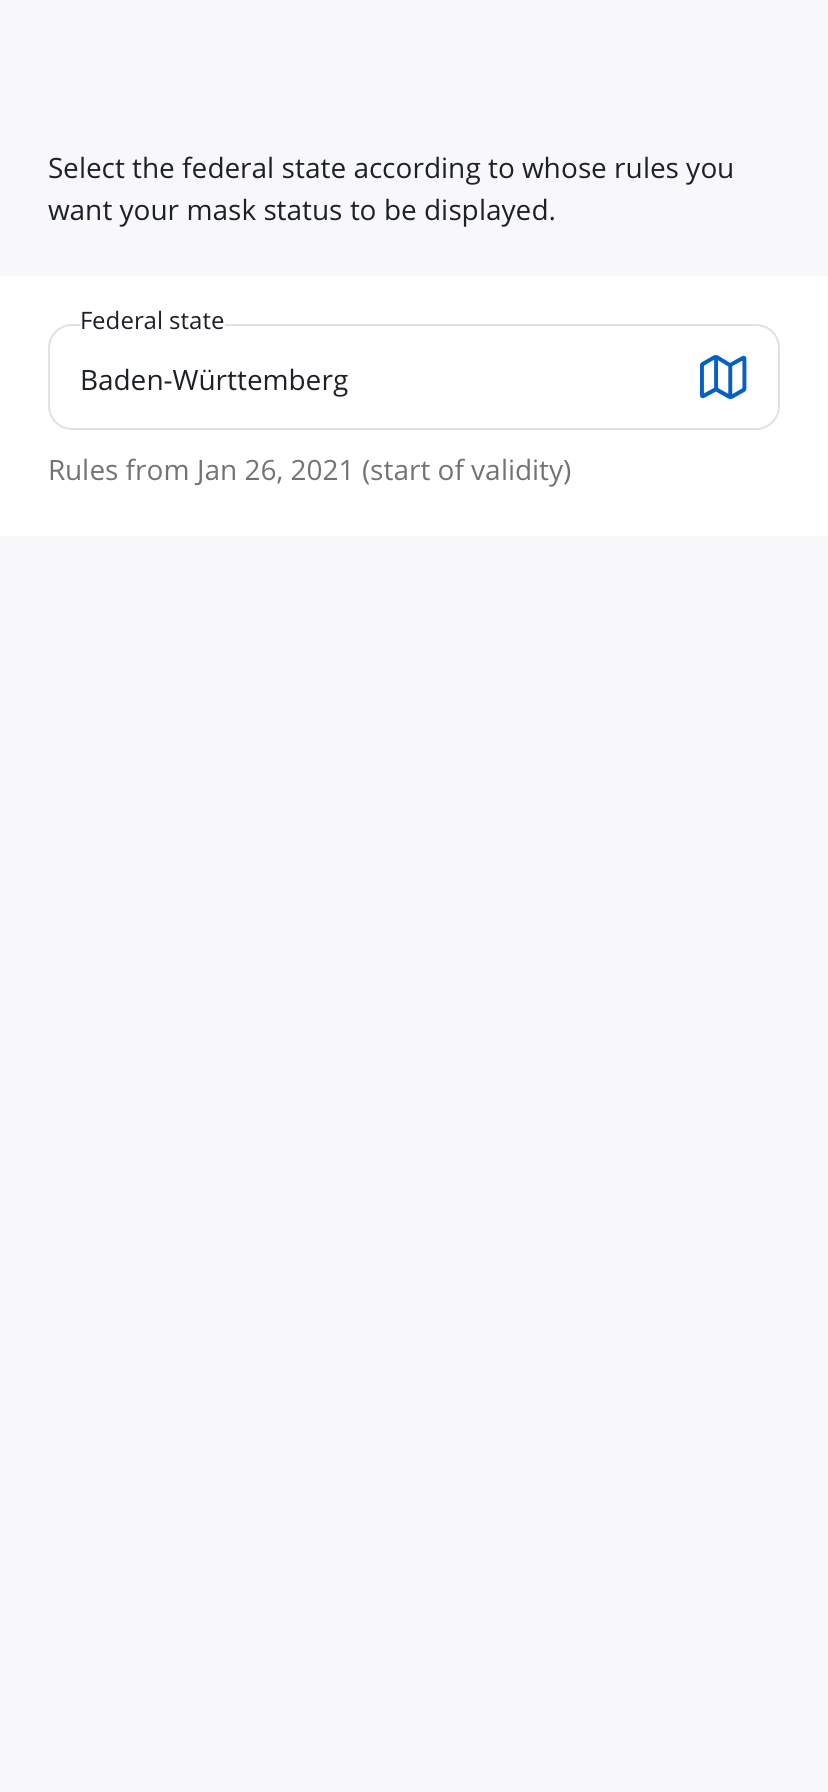 Select the federal state according to whose rules you
want your mask status to be displayed.
Federal state
Baden-Württemberg
Rules from Jan 26, 2021 (start of validity)